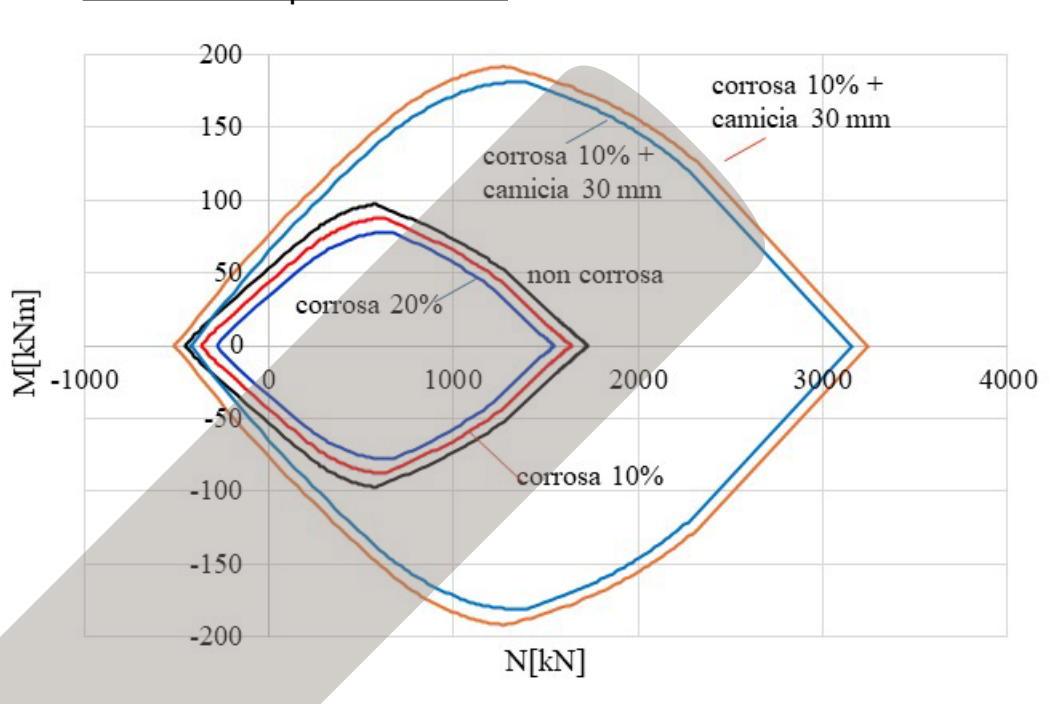 200
corrosa 10% +
camicia 30 mm
150
corrosa 10% +
camicia 30 mm
100
non corrosa
50
corrosa 20%
M[kNm]
0
-1000 0 1000 2000 3000 4000
-50
corrosa 10%
-100
-150
-200
N[kN]